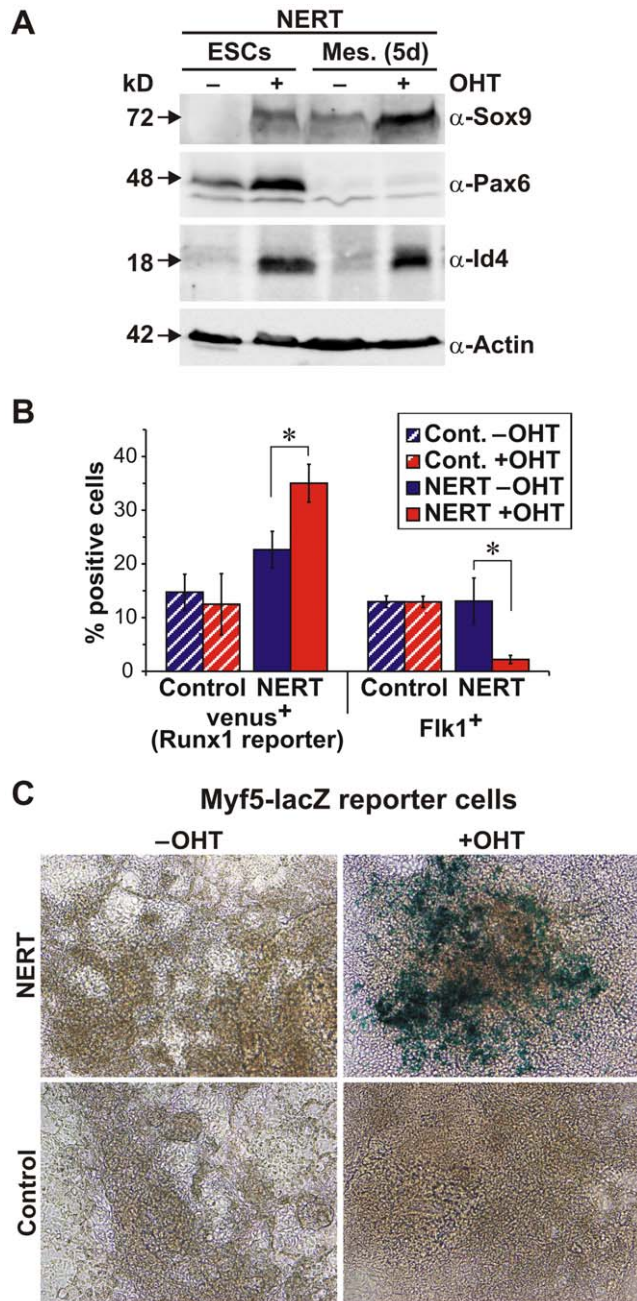 A
NERT
ESCs Mes. (5d)
kD – + – + OHT
72 α-Sox9
48 α-Pax6
18 α-Id4
42 α-Actin
B
% positive cells
40
30
20
10
0
*
*
Cont. –OHT
Cont. +OHT
NERT –OHT
NERT +OHT
Control NERT Control NERT
venus+ Flk1+
(Runx1 reporter)
C Myf5-lacZ reporter cells
–OHT +OHT
NERT
Control